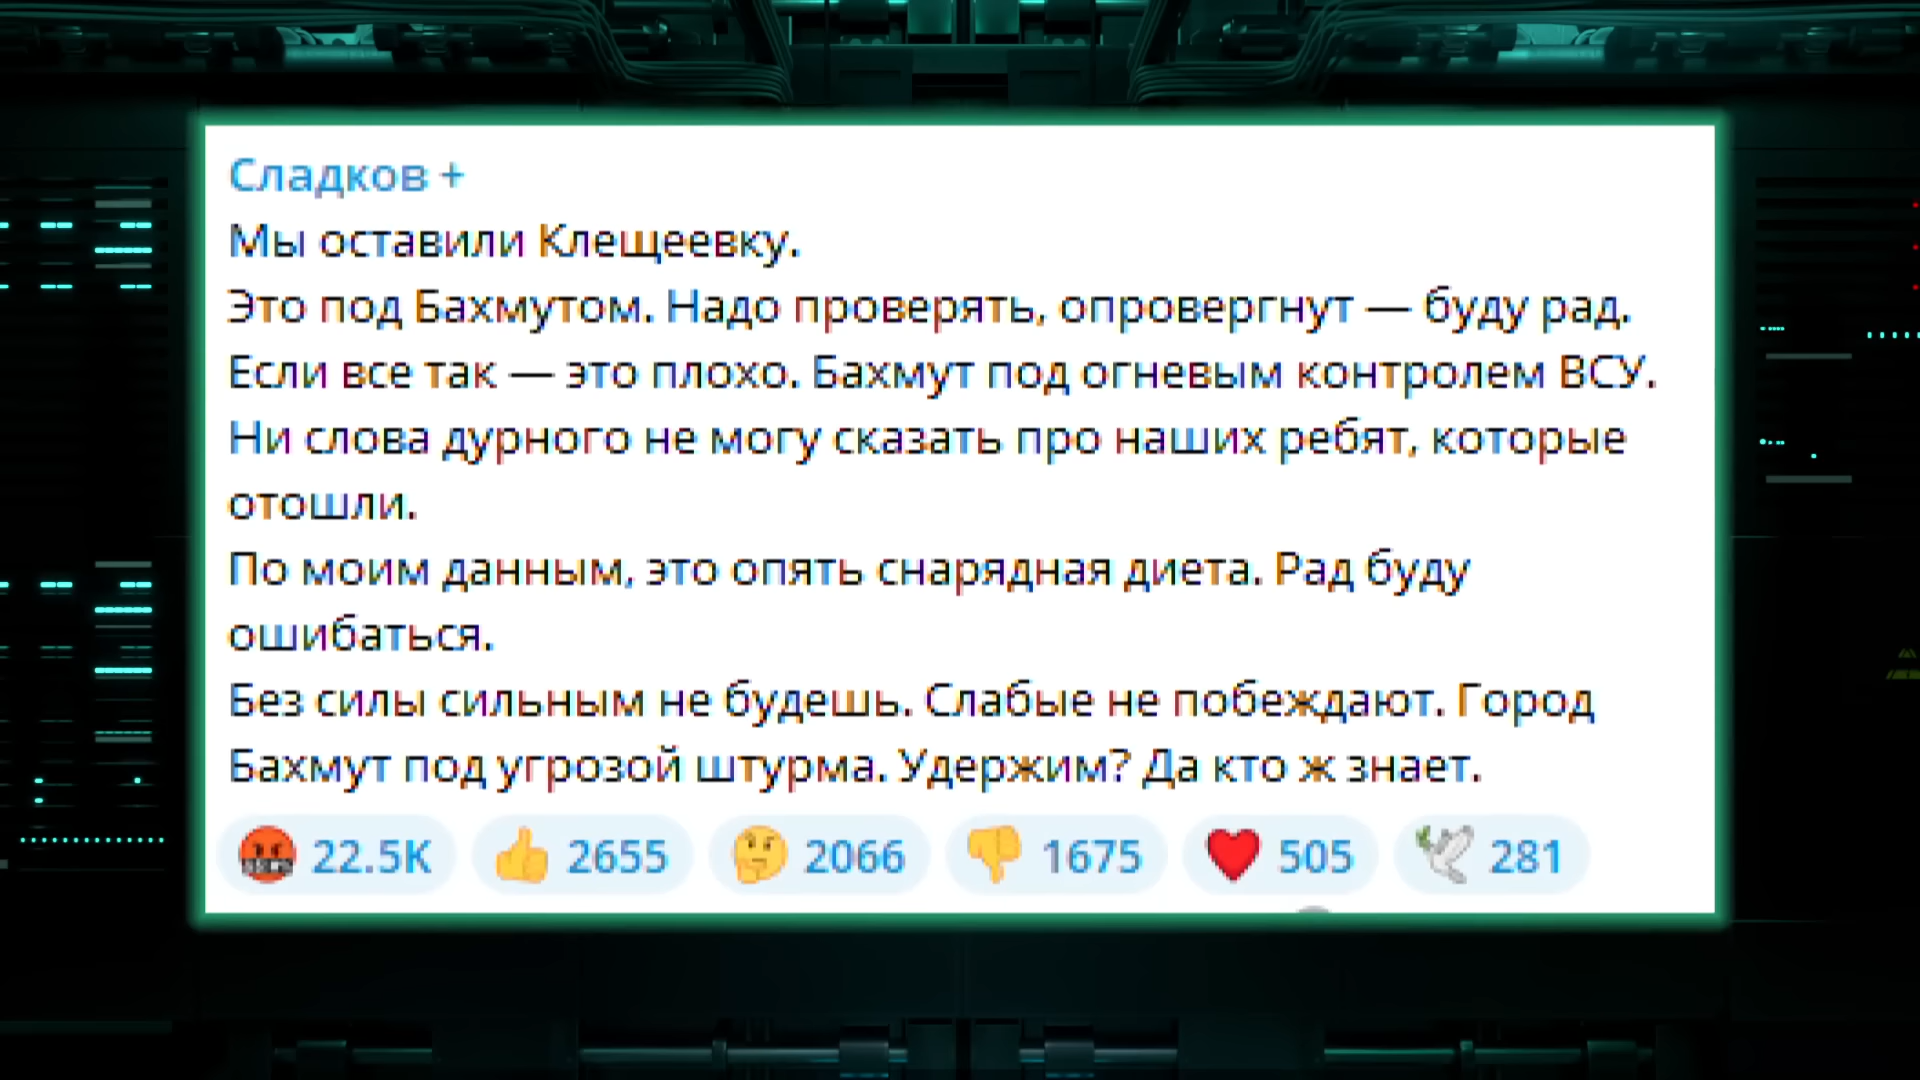 Сладков +
Мы оставили Клещеевку.
Это под Бахмутом. Надо проверять, опровергнут — буду рад.
Если все так — это плохо. Бахмут под огневым контролем ВСУ.
Ни слова дурного не могу сказать про наших ребят, которые
отошли.
По моим данным, это опять снарядная диета. Рад буду
ошибаться.
Без силы сильным не будешь. Слабые не побеждают. Город
Бахмут под угрозой штурма. Удержим? Да кто ж знает.
22.5K 2655 2066 1675 505 281